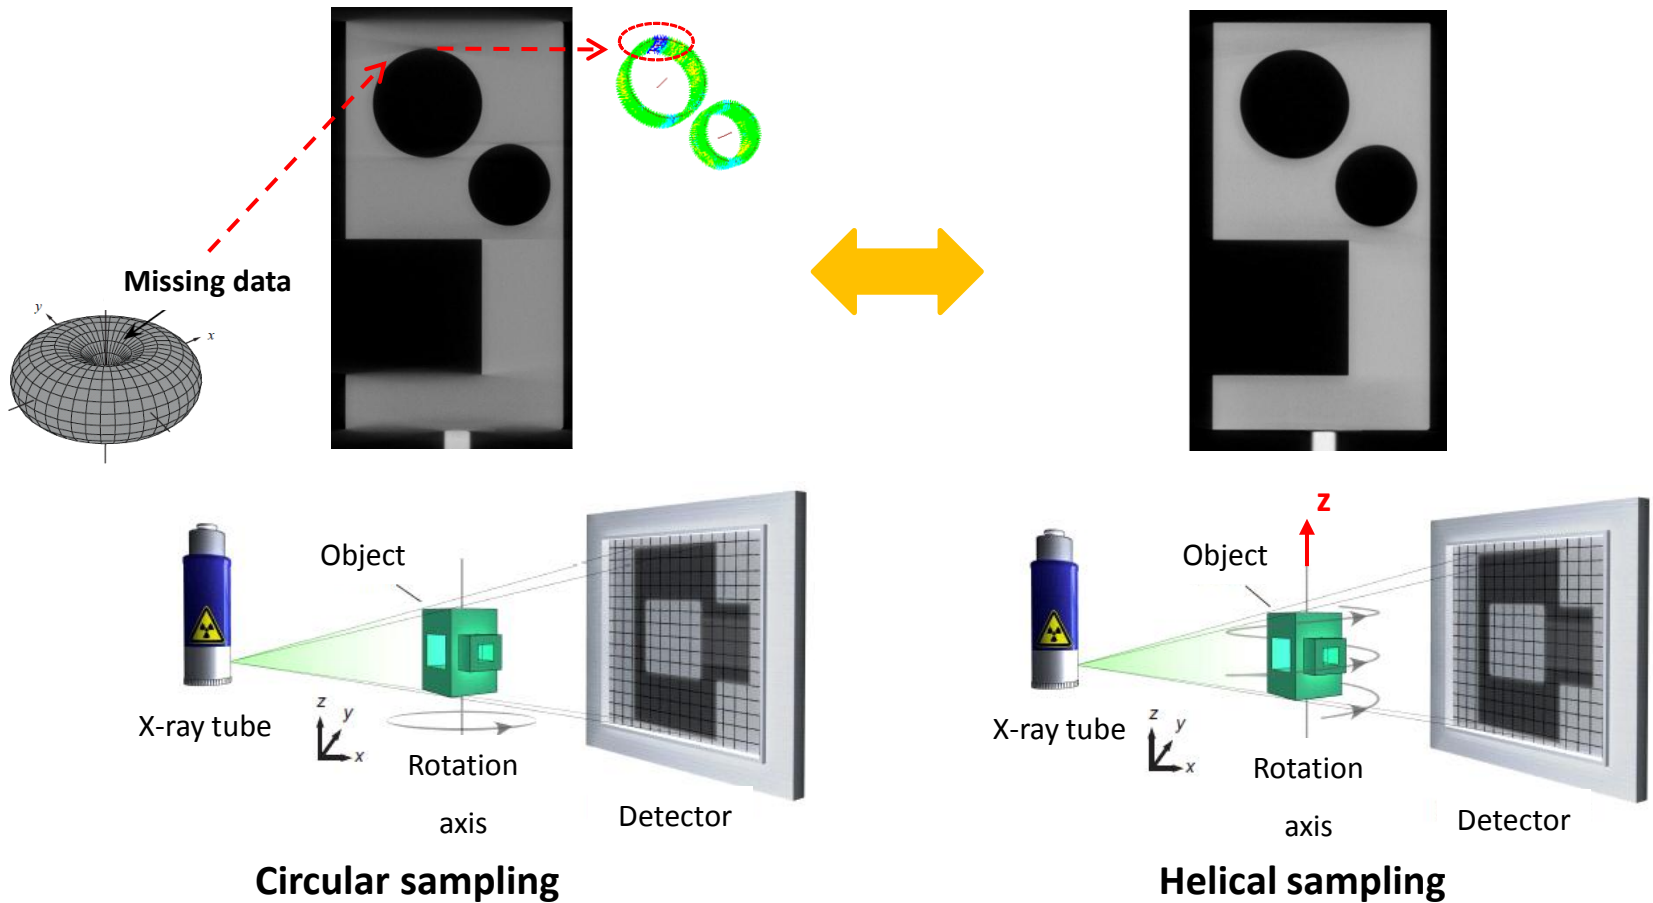 Missing data
y
x
z
Object
Object
X-ray tube
z
y
x
Rotation
axis
Detector
X-ray tube
z
y
x
Rotation
axis
Detector
Circular sampling
Helical sampling